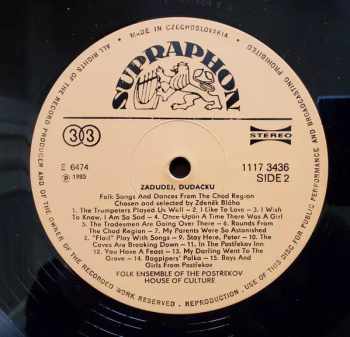 MADE IN CZECHOSLOVAKIA
ALL RIGHTS OF THE RECORD PRODUCER AND OF THE OWNER OF THE RECORDED WORK RESERVED . REPRODUCTION . USE OF THIS DISC FOR PUBLIC PERFORMANCE AND BROADCASTING PROHIBITED
SUPRAPHON
33
STEREO
6474
℗ 1985
1117 3436
SIDE 2
ZADUDEJ, DUDÁCKU
Folk Songs And Dances From The Chod Region
Chosen and selected by Zdeněk Bláha
1. The Trumpeters Played Us Well - 2. I Like To Love - 3. I Wish
To Know, I Am So Sad - 4. Once Upon A Time There Was A Girl
5. The Tradesmen Are Going Over There - 6. Rounds From
The Chod Region - 7. My Parents Were So Astonished
8. "Flail" Play With Songs - 9. Stay Here, Peter - 10. The
Caves Are Breaking Down - 11. In The Postřekov Inn
12. You Have A Feast - 13. My Darling Went To The
Grove - 14. Bagpipers' Polka - 15. Boys And
Girls From Postřekov
FOLK ENSEMBLE OF THE POSTŘEKOV
HOUSE OF CULTURE